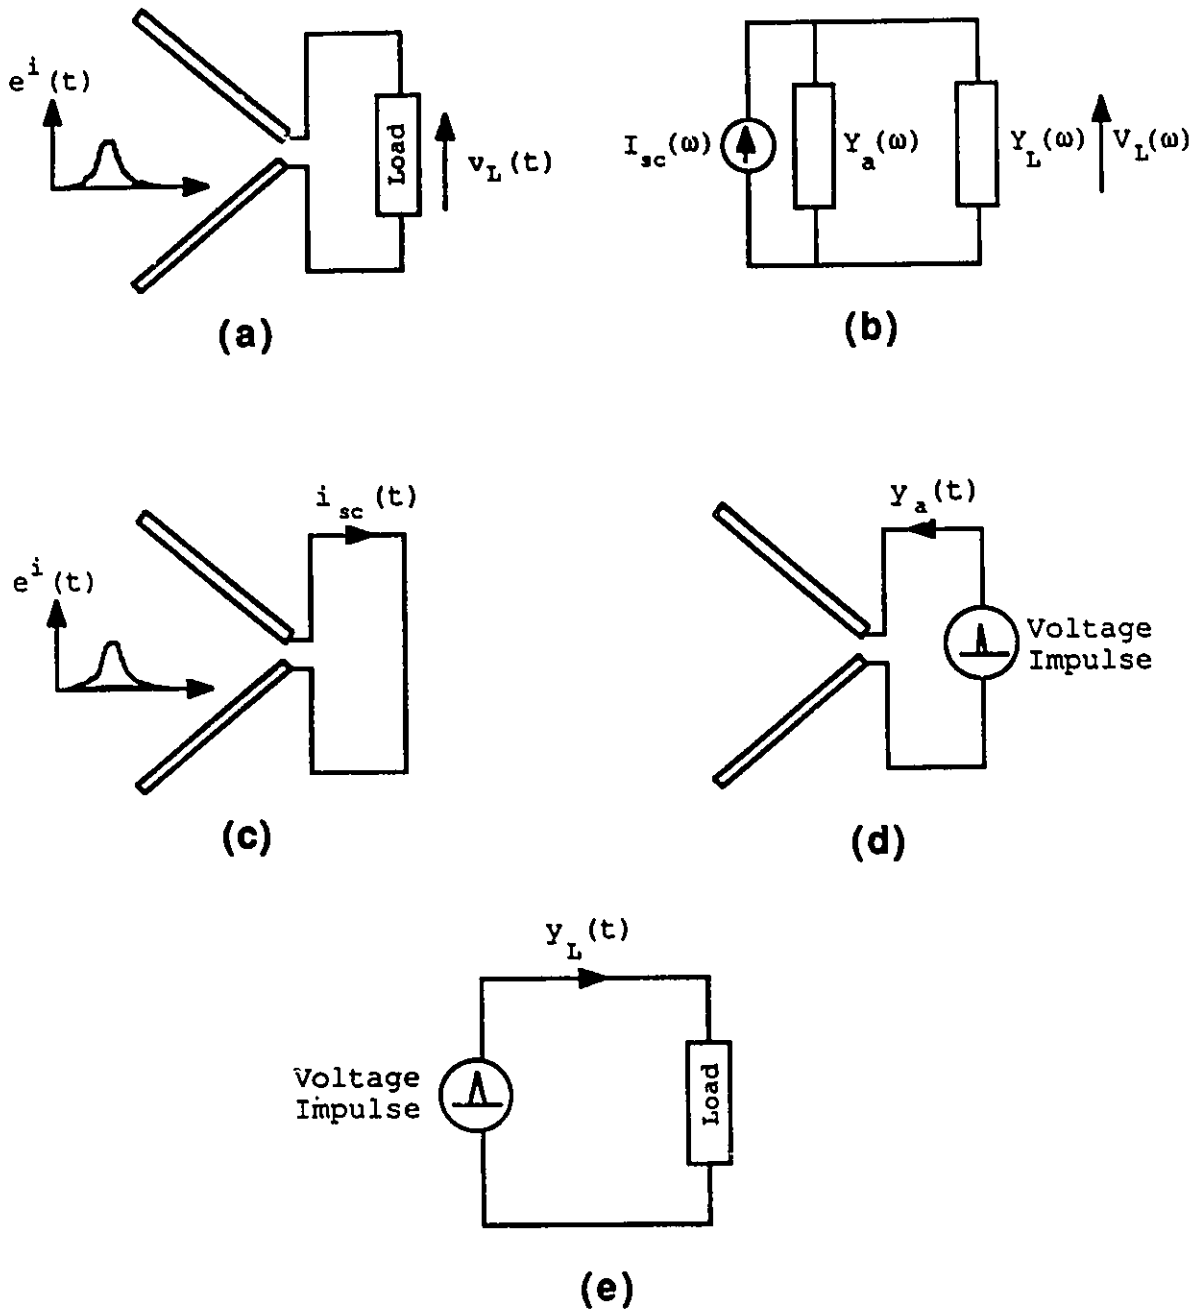 e^i(t)
Load
v_L(t)
(a)
I_sc(ω)
Y_a(ω)
Y_L(ω)
V_L(ω)
(b)
i_sc(t)
e^i(t)
(c)
y_a(t)
Voltage
Impulse
(d)
y_L(t)
Voltage
Impulse
Load
(e)